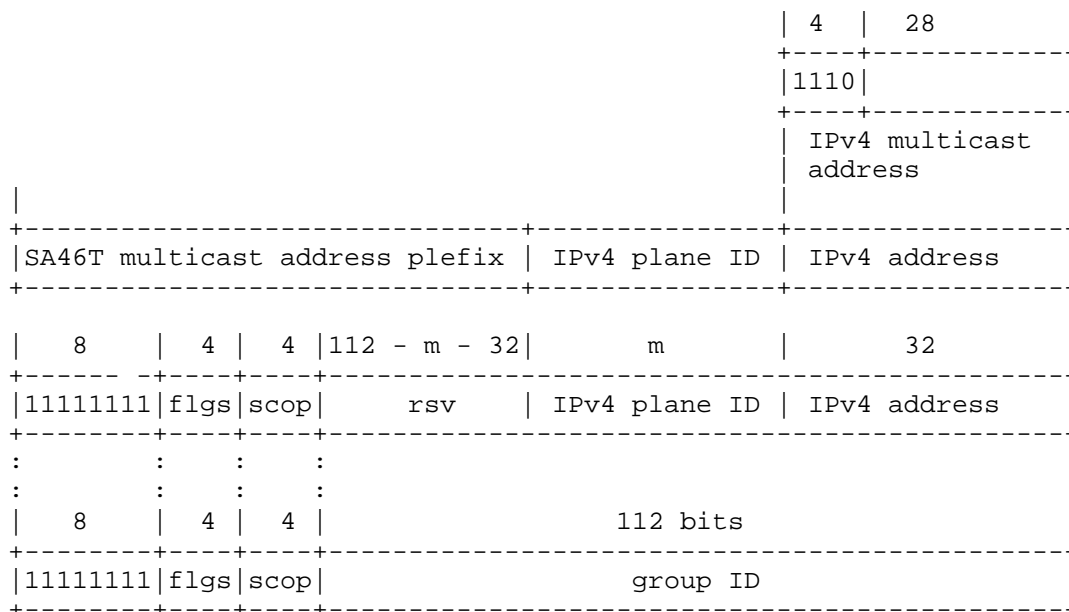 | 4 | 28
+----+-------------
|1110|
+----+-------------
| IPv4 multicast
| address
| |
+-------------------------------+---------------+------------------
|SA46T multicast address plefix | IPv4 plane ID | IPv4 address
+-------------------------------+---------------+------------------
| 8 | 4 | 4 |112 - m - 32| m | 32
+------ -+----+----+-----------------------------------------------
|11111111|flgs|scop| rsv | IPv4 plane ID | IPv4 address
+--------+----+----+-----------------------------------------------
: : : :
: : : :
| 8 | 4 | 4 | 112 bits
+--------+----+----+-----------------------------------------------
|11111111|flgs|scop| group ID
+--------+----+----+-----------------------------------------------